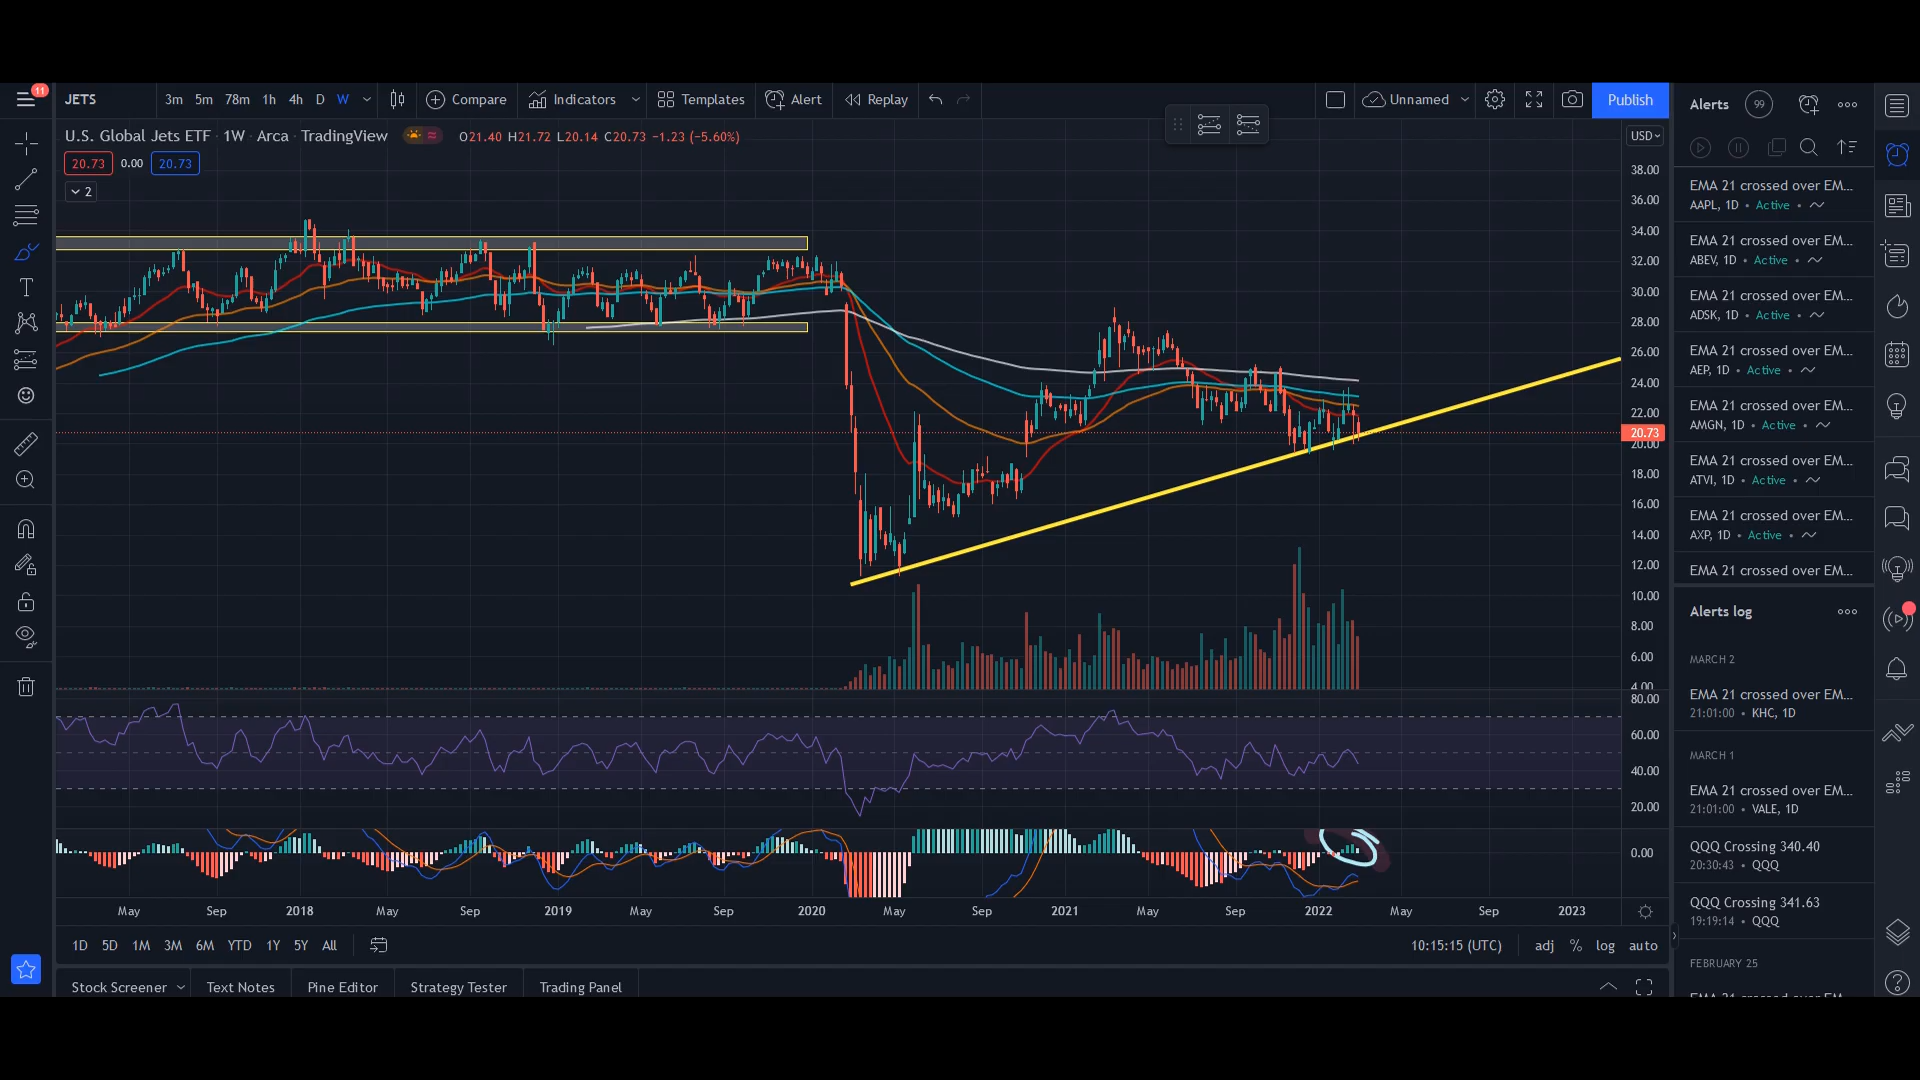 11
JETS 3m 5m 78m 1h 4h D W Compare Indicators Templates Alert Replay Unnamed Publish
U.S. Global Jets ETF · 1W · Arca · TradingView O21.40 H21.72 L20.14 C20.73 −1.23 (−5.60%)
USD
20.73 0.00 20.73
2
38.00
36.00
34.00
32.00
30.00
28.00
26.00
24.00
22.00
20.73
20.00
18.00
16.00
14.00
12.00
10.00
8.00
6.00
4.00
80.00
60.00
40.00
20.00
0.00
May Sep 2018 May Sep 2019 May Sep 2020 May Sep 2021 May Sep 2022 May Sep 2023
1D 5D 1M 3M 6M YTD 1Y 5Y All 10:15:15 (UTC) adj % log auto
Stock Screener Text Notes Pine Editor Strategy Tester Trading Panel
Alerts 99
EMA 21 crossed over EM...
AAPL, 1D • Active •
EMA 21 crossed over EM...
ABEV, 1D • Active •
EMA 21 crossed over EM...
ADSK, 1D • Active •
EMA 21 crossed over EM...
AEP, 1D • Active •
EMA 21 crossed over EM...
AMGN, 1D • Active •
EMA 21 crossed over EM...
ATVI, 1D • Active •
EMA 21 crossed over EM...
AXP, 1D • Active •
EMA 21 crossed over EM...
Alerts log
MARCH 2
EMA 21 crossed over EM...
21:01:00 • KHC, 1D
MARCH 1
EMA 21 crossed over EM...
21:01:00 • VALE, 1D
QQQ Crossing 340.40
20:30:43 • QQQ
QQQ Crossing 341.63
19:19:14 • QQQ
FEBRUARY 25